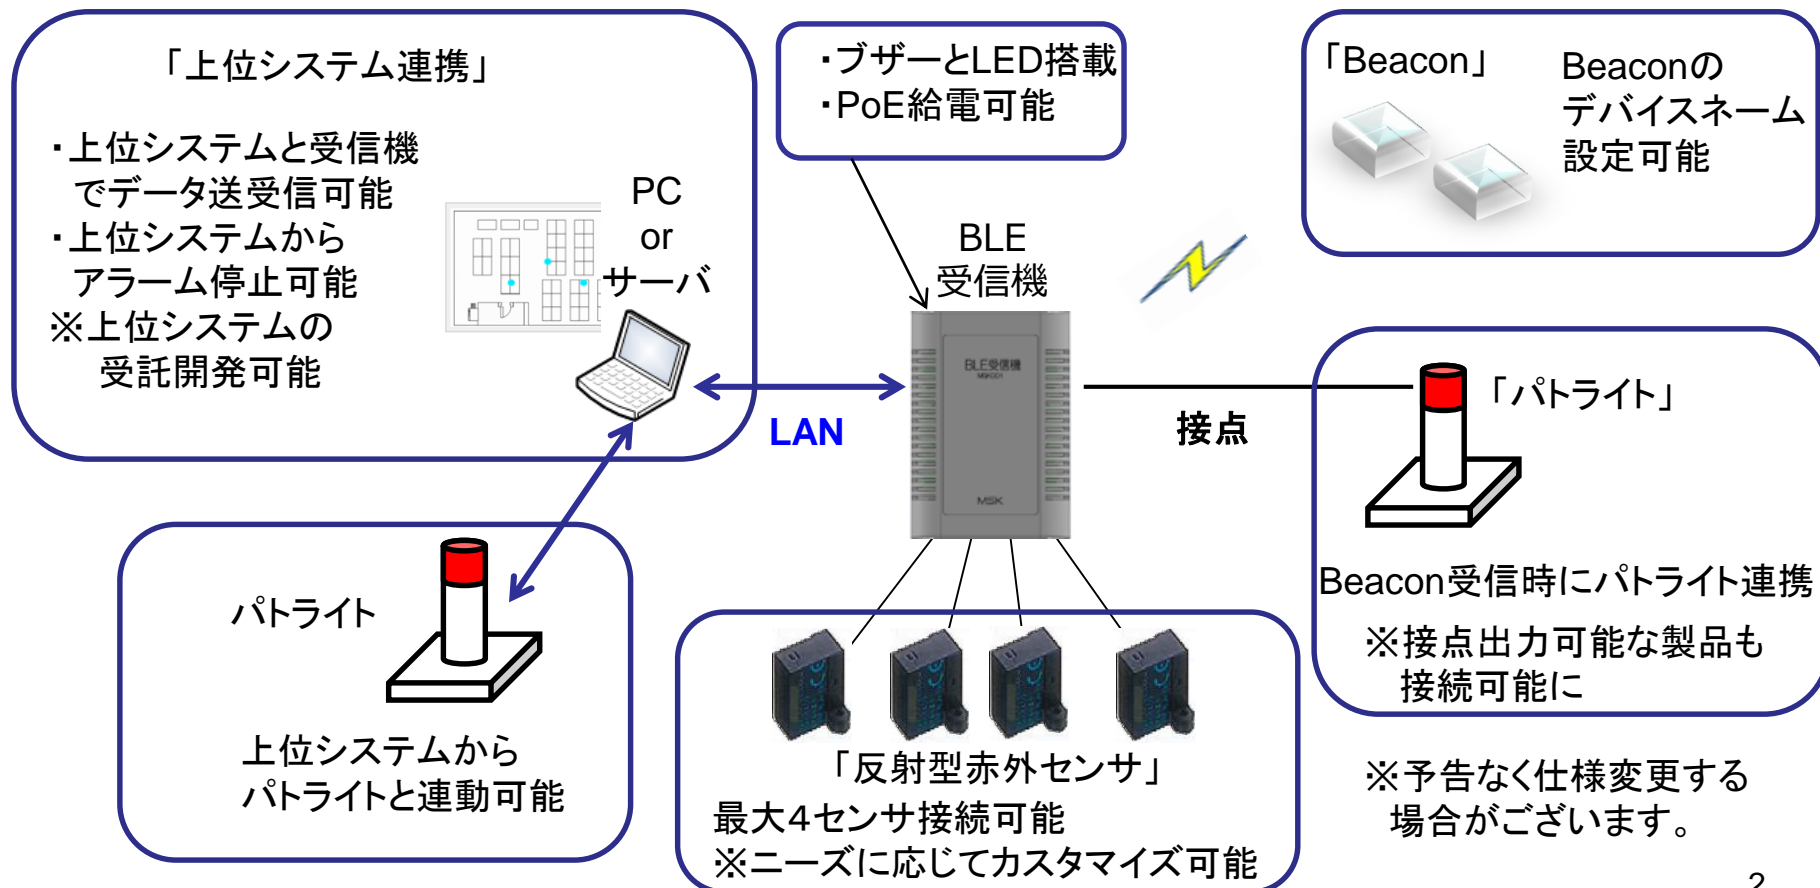 「上位システム連携」
・上位システムと受信機
でデータ送受信可能
・上位システムから
アラーム停止可能
※上位システムの
受託開発可能
PC
or
サーバ
・ブザーとLED搭載
・PoE給電可能
「Beacon」
Beaconの
デバイスネーム
設定可能
BLE
受信機
BLE受信機
MSK001
MSK
LAN
接点
「パトライト」
Beacon受信時にパトライト連携
※接点出力可能な製品も
接続可能に
パトライト
上位システムから
パトライトと連動可能
「反射型赤外センサ」
最大4センサ接続可能
※ニーズに応じてカスタマイズ可能
※予告なく仕様変更する
場合がございます。
2